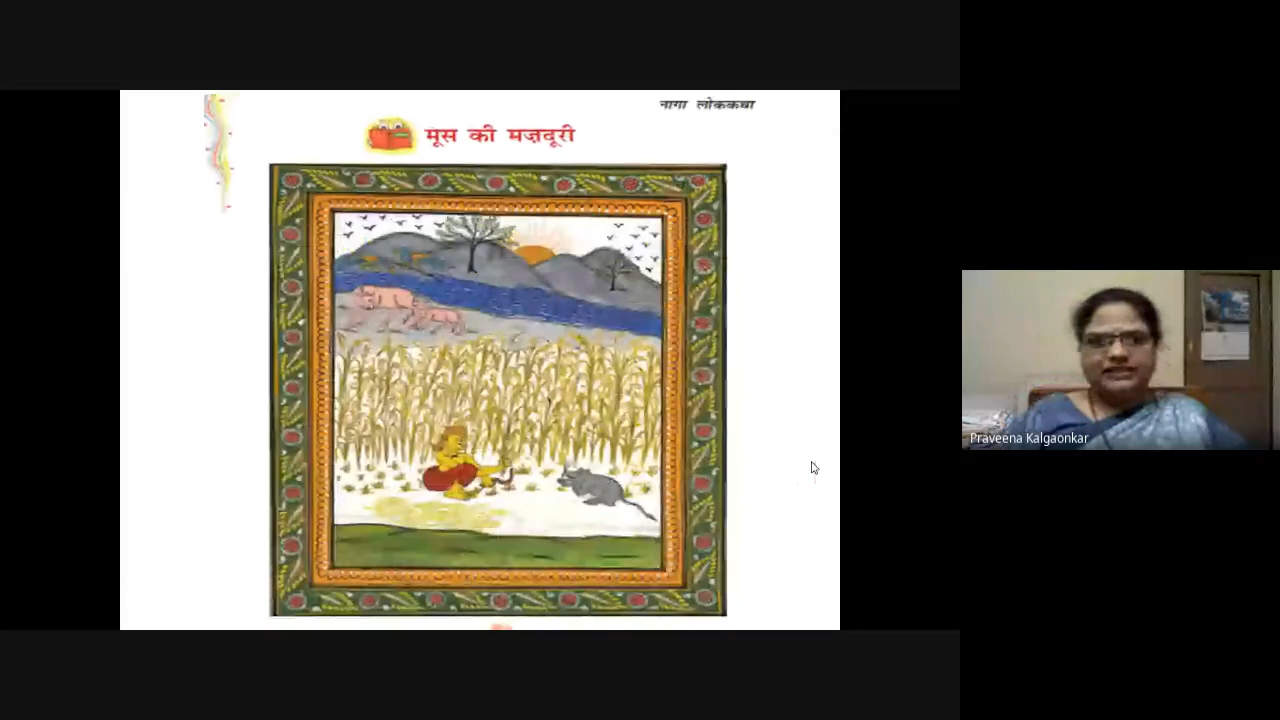 नागा लोककथा
मूस की मज़दूरी
Praveena Kalgaonkar